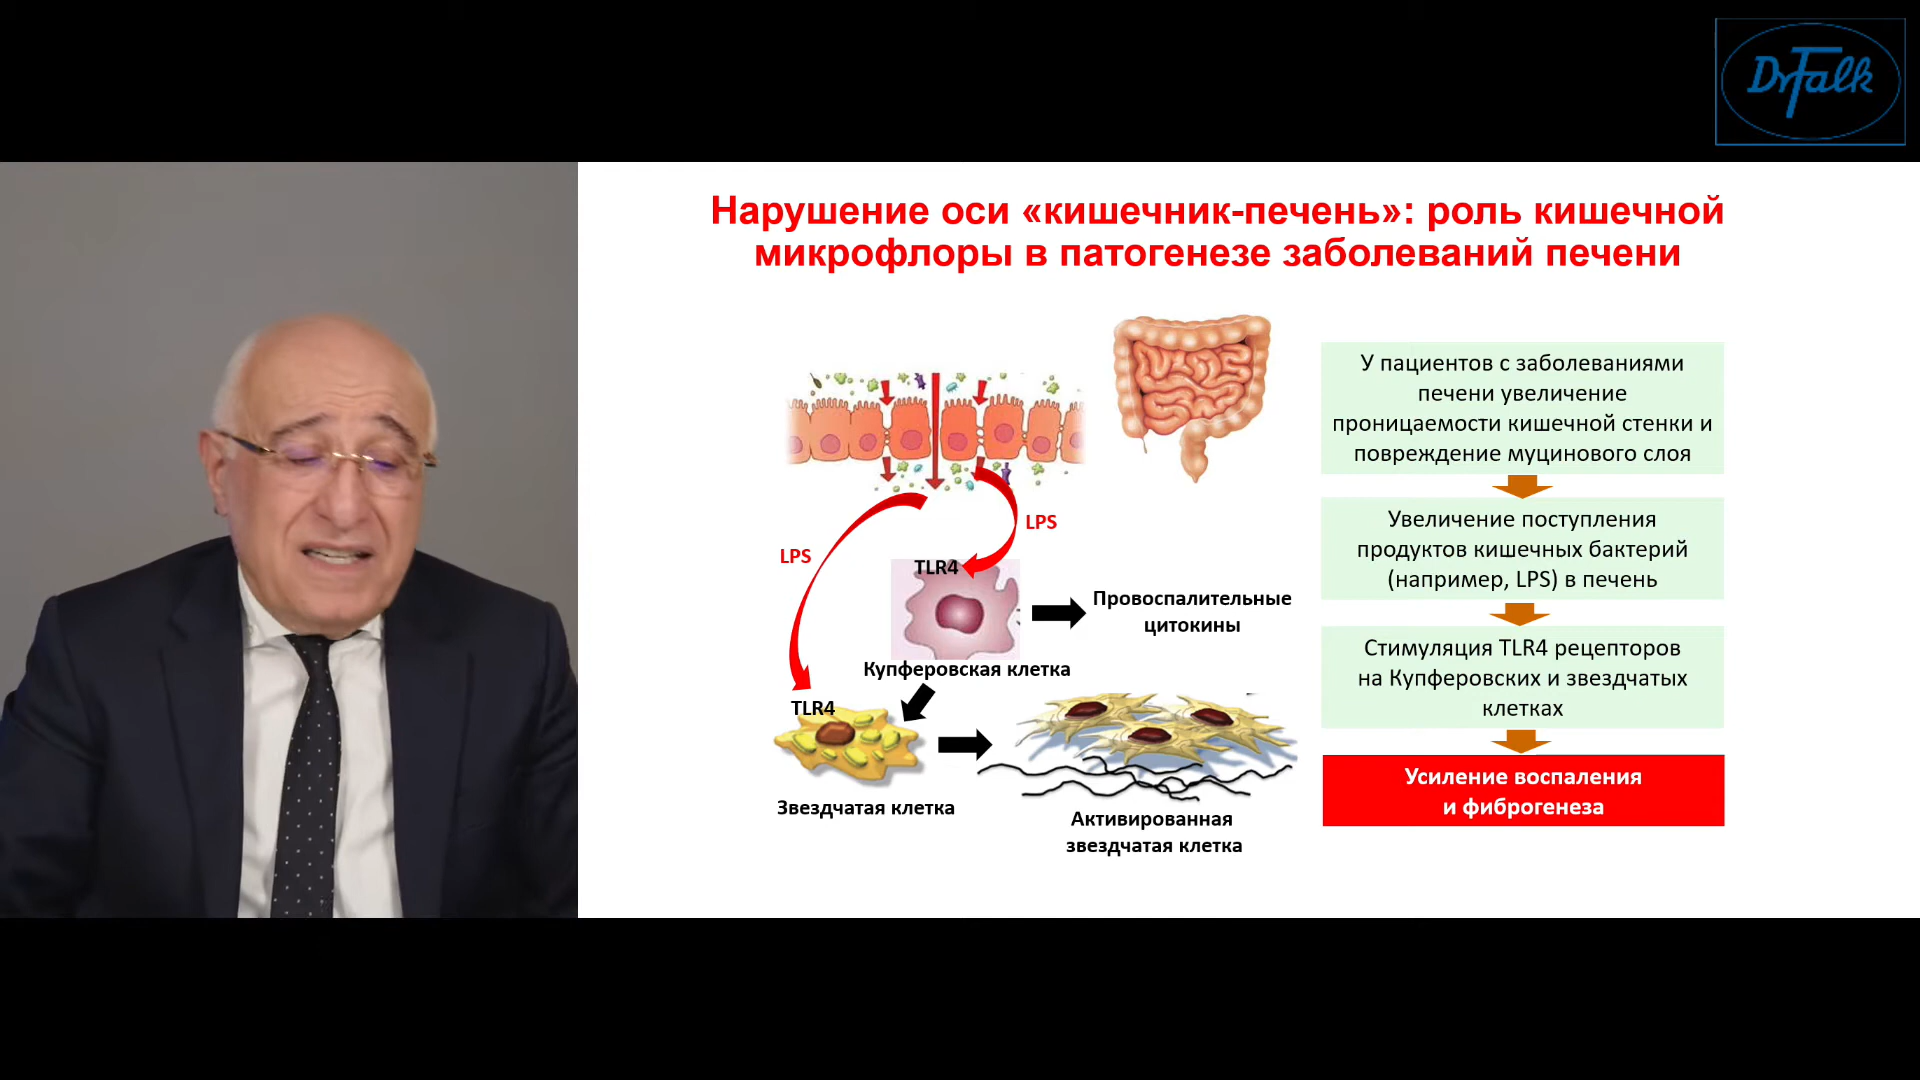 Dr Falk
Нарушение оси «кишечник-печень»: роль кишечной
микрофлоры в патогенезе заболеваний печени
LPS
LPS
TLR4
Провоспалительные
цитокины
Купферовская клетка
TLR4
Звездчатая клетка
Активированная
звездчатая клетка
У пациентов с заболеваниями
печени увеличение
проницаемости кишечной стенки и
повреждение муцинового слоя
Увеличение поступления
продуктов кишечных бактерий
(например, LPS) в печень
Стимуляция TLR4 рецепторов
на Купферовских и звездчатых
клетках
Усиление воспаления
и фиброгенеза